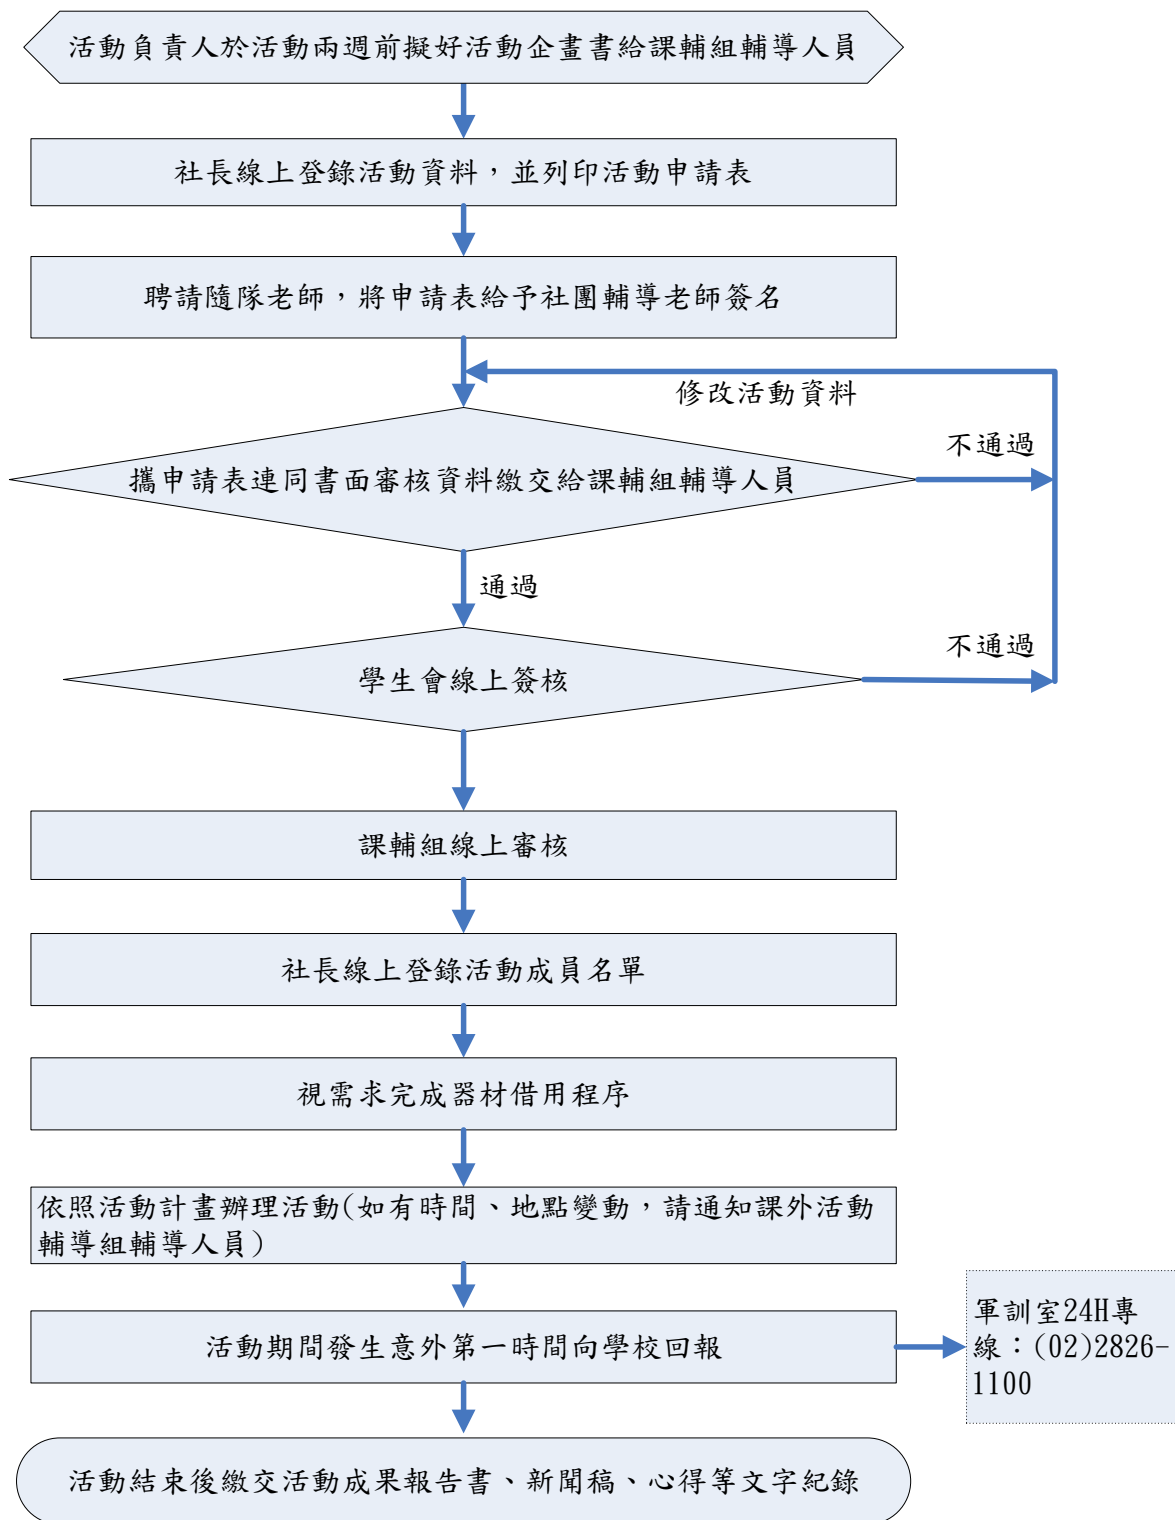 活動負責人於活動兩週前擬好活動企畫書給課輔組輔導人員
社長線上登錄活動資料，並列印活動申請表
聘請隨隊老師，將申請表給予社團輔導老師簽名
修改活動資料
不通過
攜申請表連同書面審核資料繳交給課輔組輔導人員
通過
不通過
學生會線上簽核
課輔組線上審核
社長線上登錄活動成員名單
視需求完成器材借用程序
依照活動計畫辦理活動(如有時間、地點變動，請通知課外活動
輔導組輔導人員)
活動期間發生意外第一時間向學校回報
軍訓室24H專
線：(02)2826-
1100
活動結束後繳交活動成果報告書、新聞稿、心得等文字紀錄